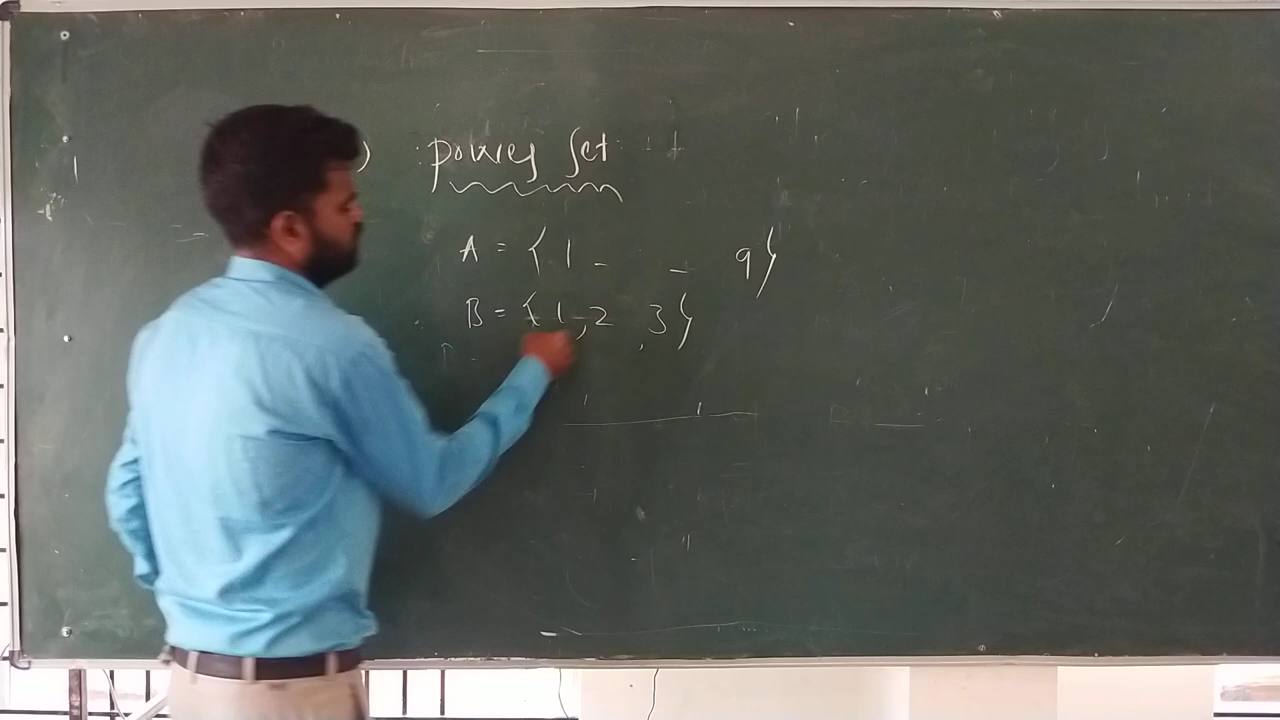 ) power set
A = { 1 - - 9}
B = { 1, 2 , 3}